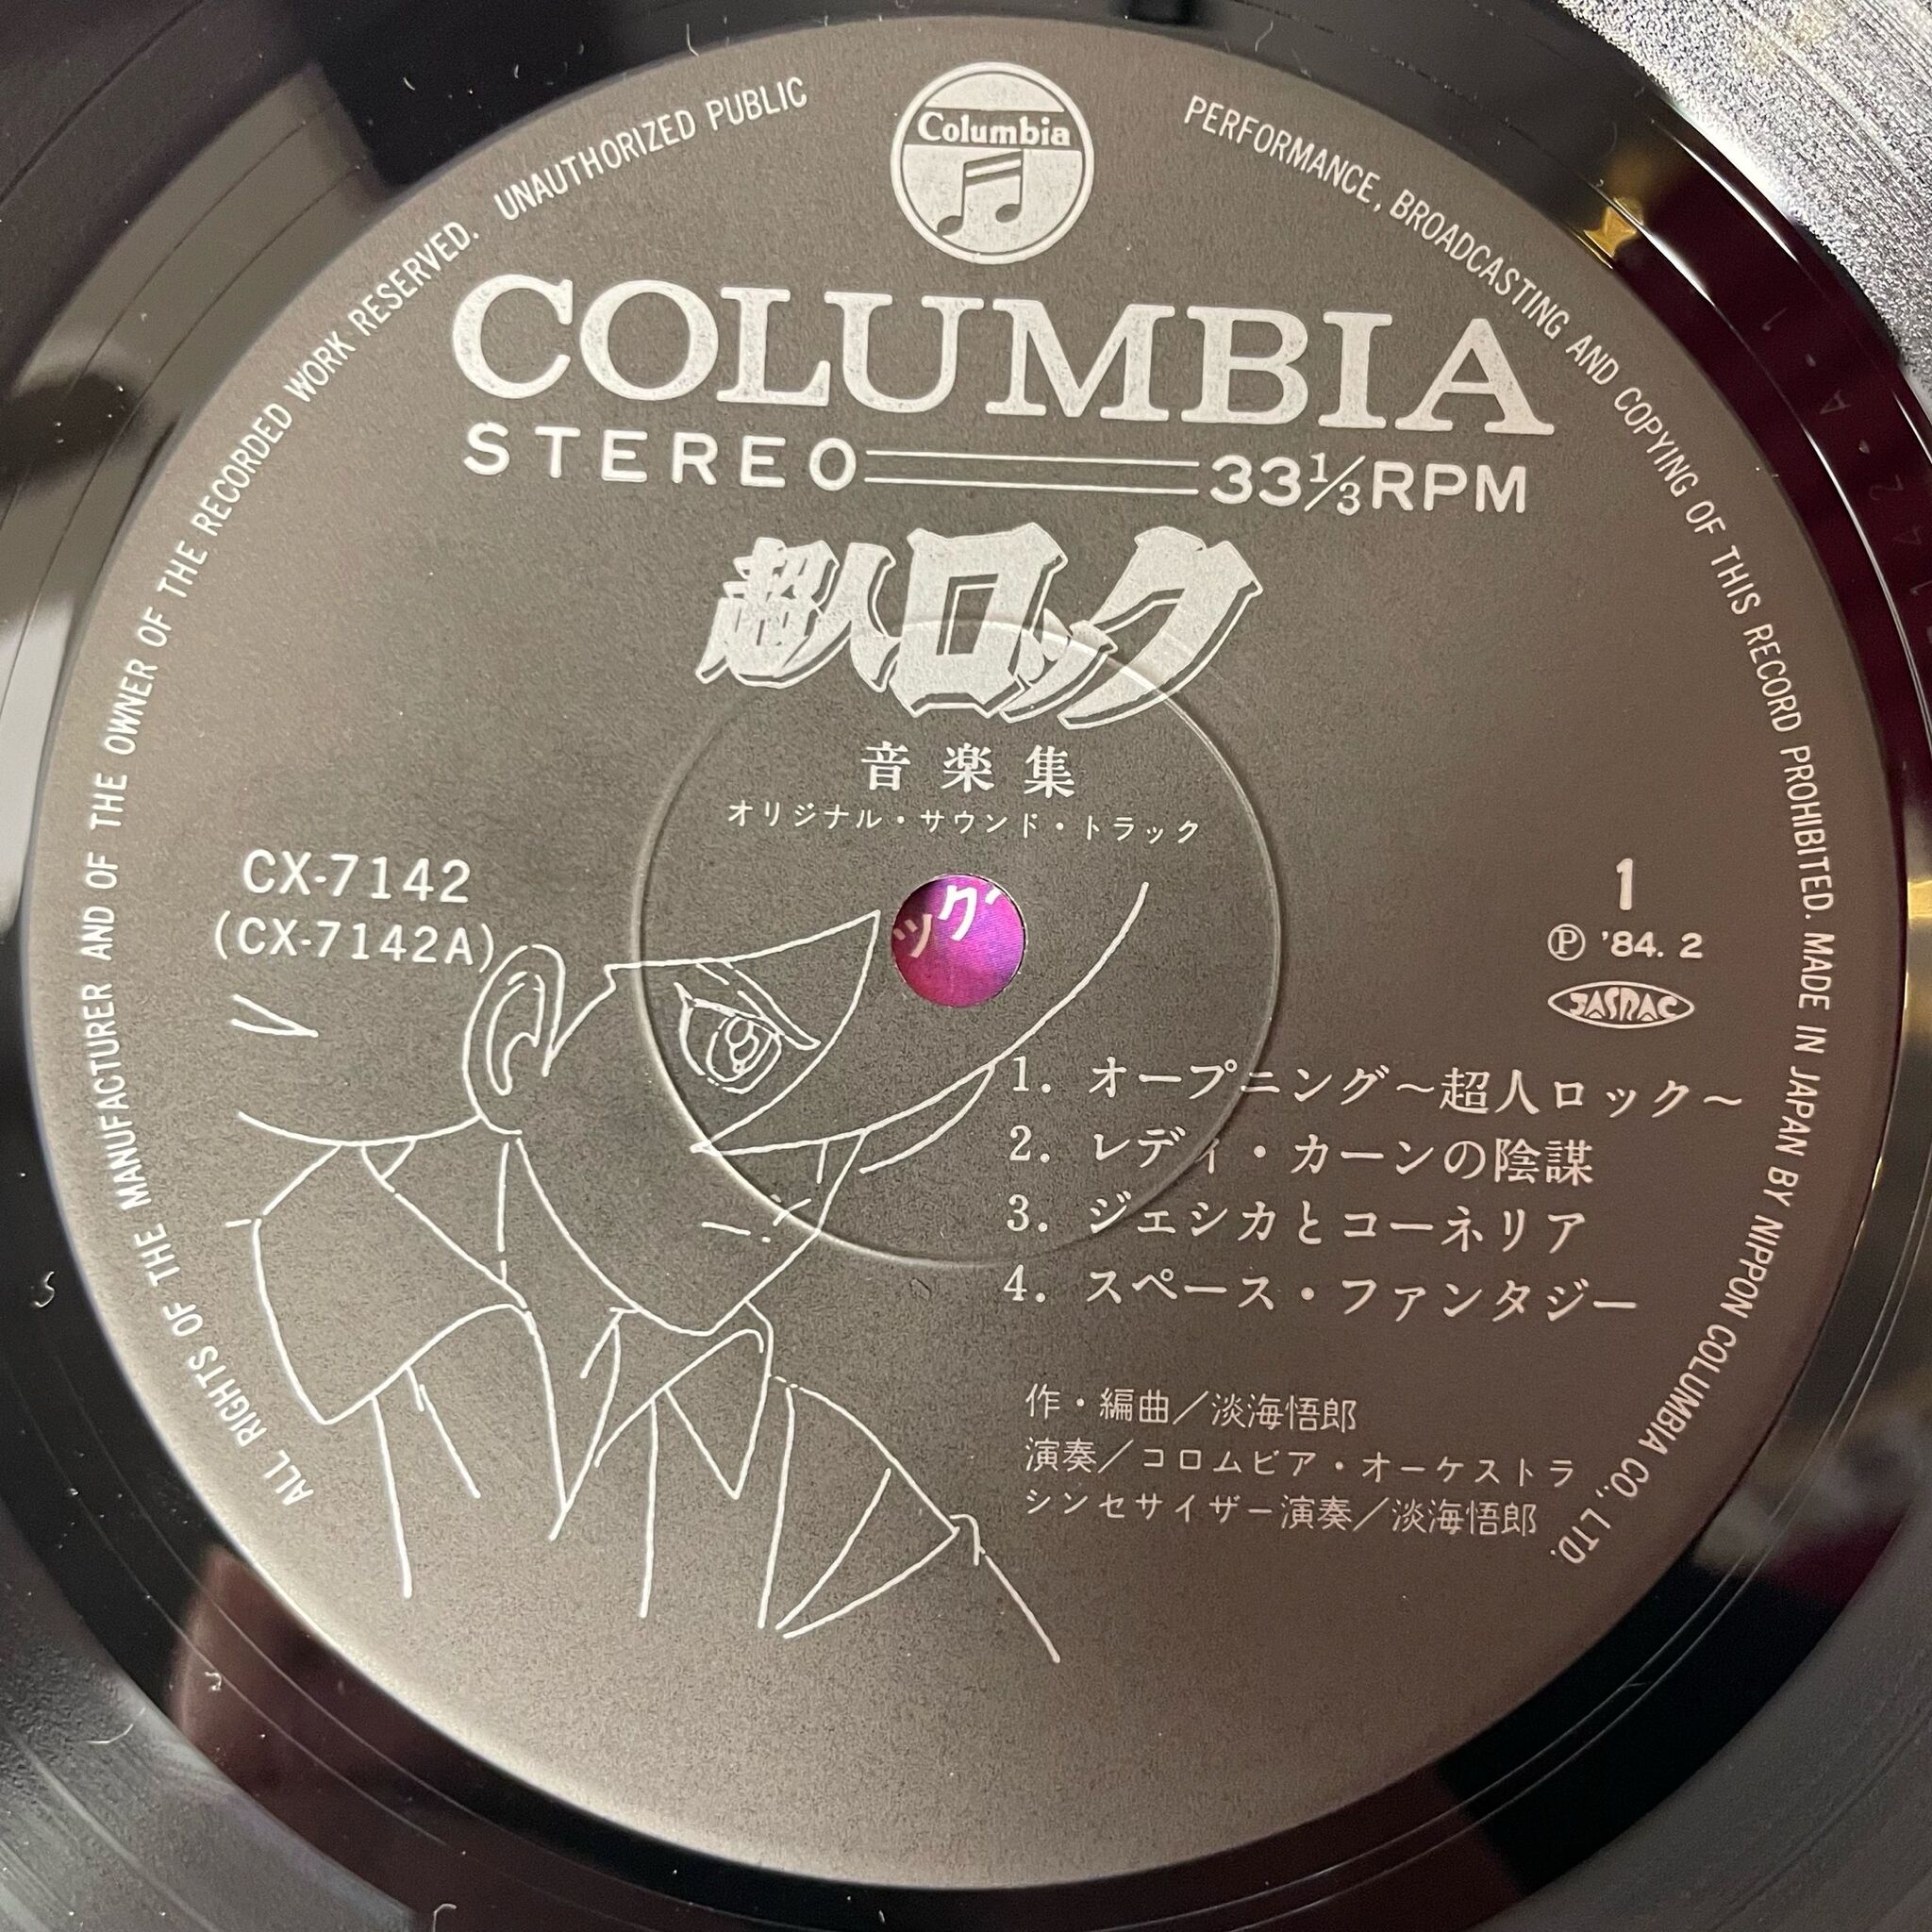 Columbia
COLUMBIA
STEREO 33 1/3 RPM
超人ロック
音楽集
オリジナル・サウンド・トラック
CX-7142
(CX-7142A)
1
Ⓟ '84. 2
JASRAC
ック
1. オープニング～超人ロック～
2. レディ・カーンの陰謀
3. ジェシカとコーネリア
4. スペース・ファンタジー
作・編曲／淡海悟郎
演奏／コロムビア・オーケストラ
シンセサイザー演奏／淡海悟郎
ALL RIGHTS OF THE MANUFACTURER AND OF THE OWNER OF THE RECORDED WORK RESERVED. UNAUTHORIZED PUBLIC PERFORMANCE, BROADCASTING AND COPYING OF THIS RECORD PROHIBITED. MADE IN JAPAN BY NIPPON COLUMBIA CO., LTD.